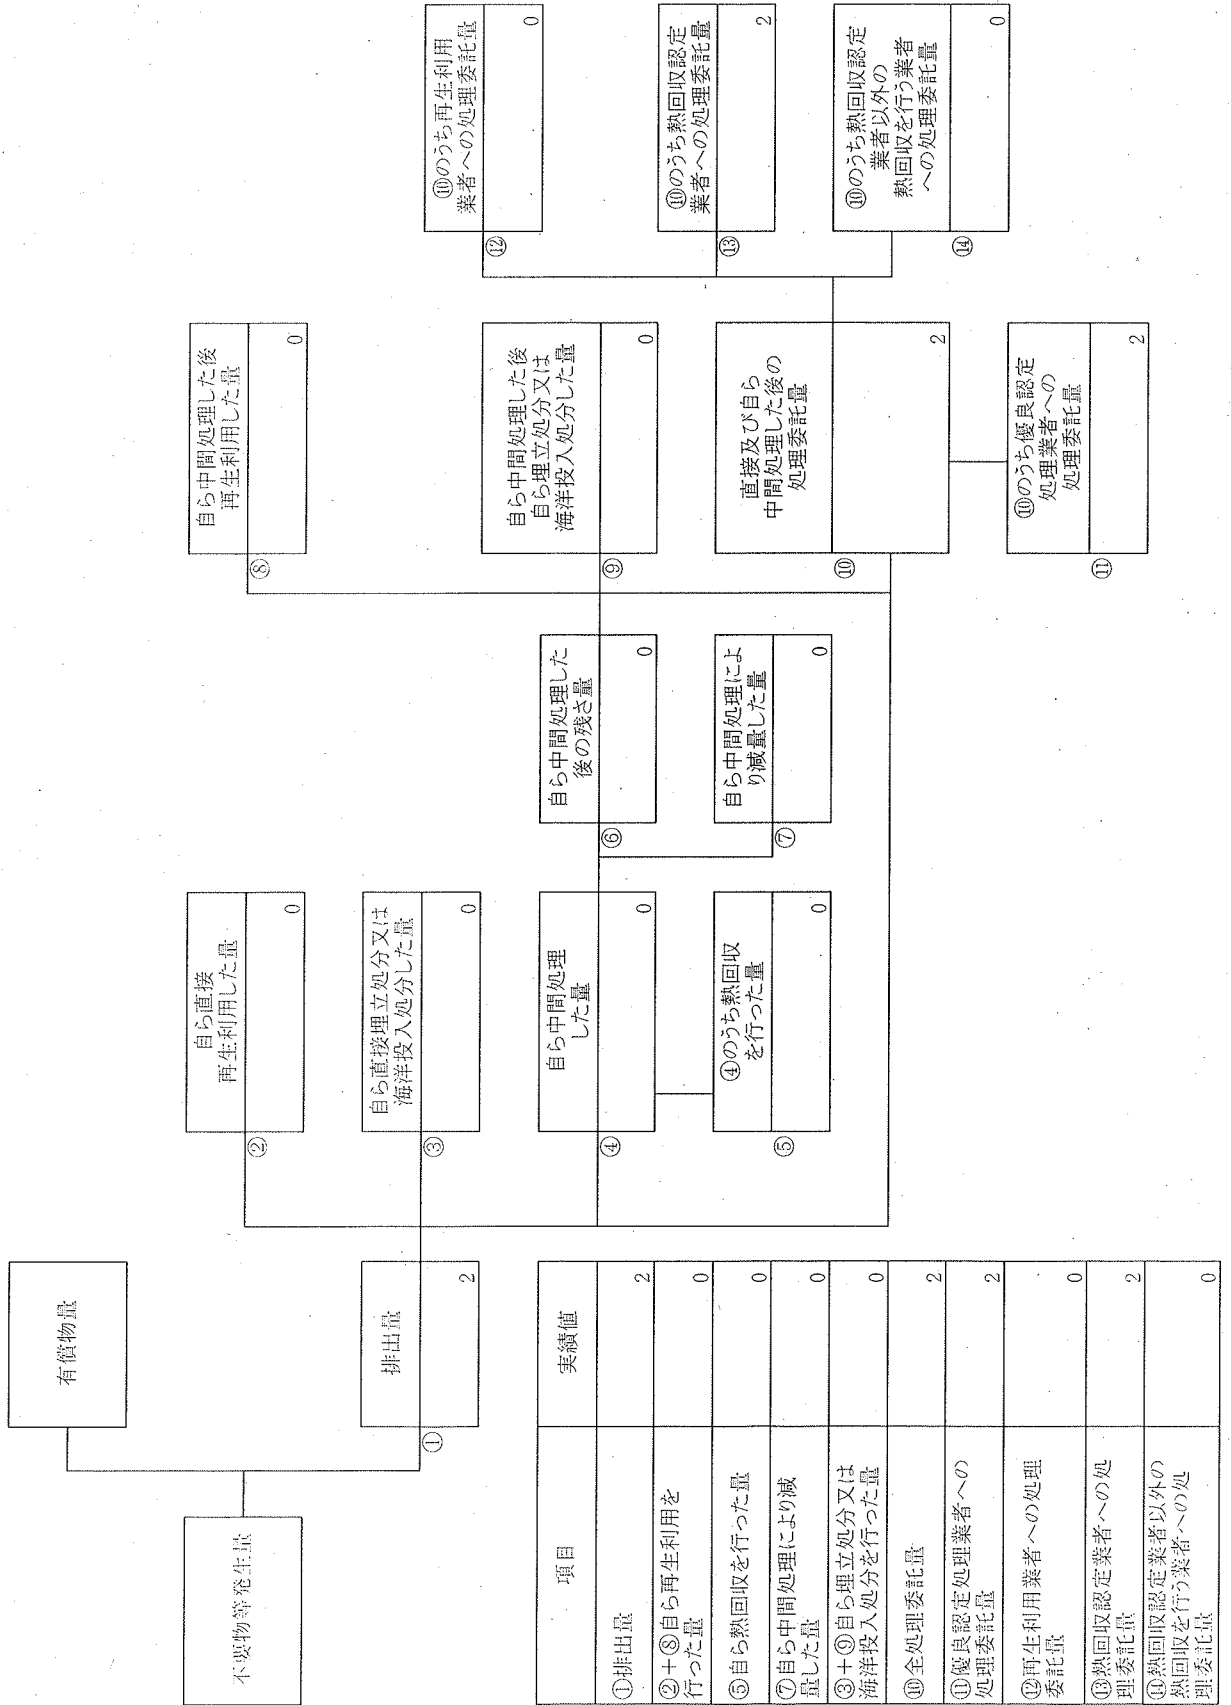 不要物等発生量
有償物量
①
排出量
2
②
自ら直接
再生利用した量
0
③
自ら直接埋立処分又は
海洋投入処分した量
0
④
自ら中間処理
した量
0
⑤
④のうち熱回収
を行った量
0
⑥
自ら中間処理した
後の残さ量
0
⑦
自ら中間処理によ
り減量した量
0
⑧
自ら中間処理した後
再生利用した量
0
⑨
自ら中間処理した後
自ら埋立処分又は
海洋投入処分した量
0
⑩
直接及び自ら
中間処理した後の
処理委託量
2
⑪
⑩のうち優良認定
処理業者への
処理委託量
2
⑫
⑩のうち再生利用
業者への処理委託量
0
⑬
⑩のうち熱回収認定
業者への処理委託量
2
⑭
⑩のうち熱回収認定
業者以外の
熱回収を行う業者
への処理委託量
0
項目 実績値
①排出量 2
②+⑧自ら再生利用を
行った量 0
⑤自ら熱回収を行った量 0
⑦自ら中間処理により減
量した量 0
③+⑨自ら埋立処分又は
海洋投入処分を行った量 0
⑩全処理委託量 2
⑪優良認定処理業者への
処理委託量 2
⑫再生利用業者への処理
委託量 0
⑬熱回収認定業者への処
理委託量 2
⑭熱回収認定業者以外の
熱回収を行う業者への処
理委託量 0